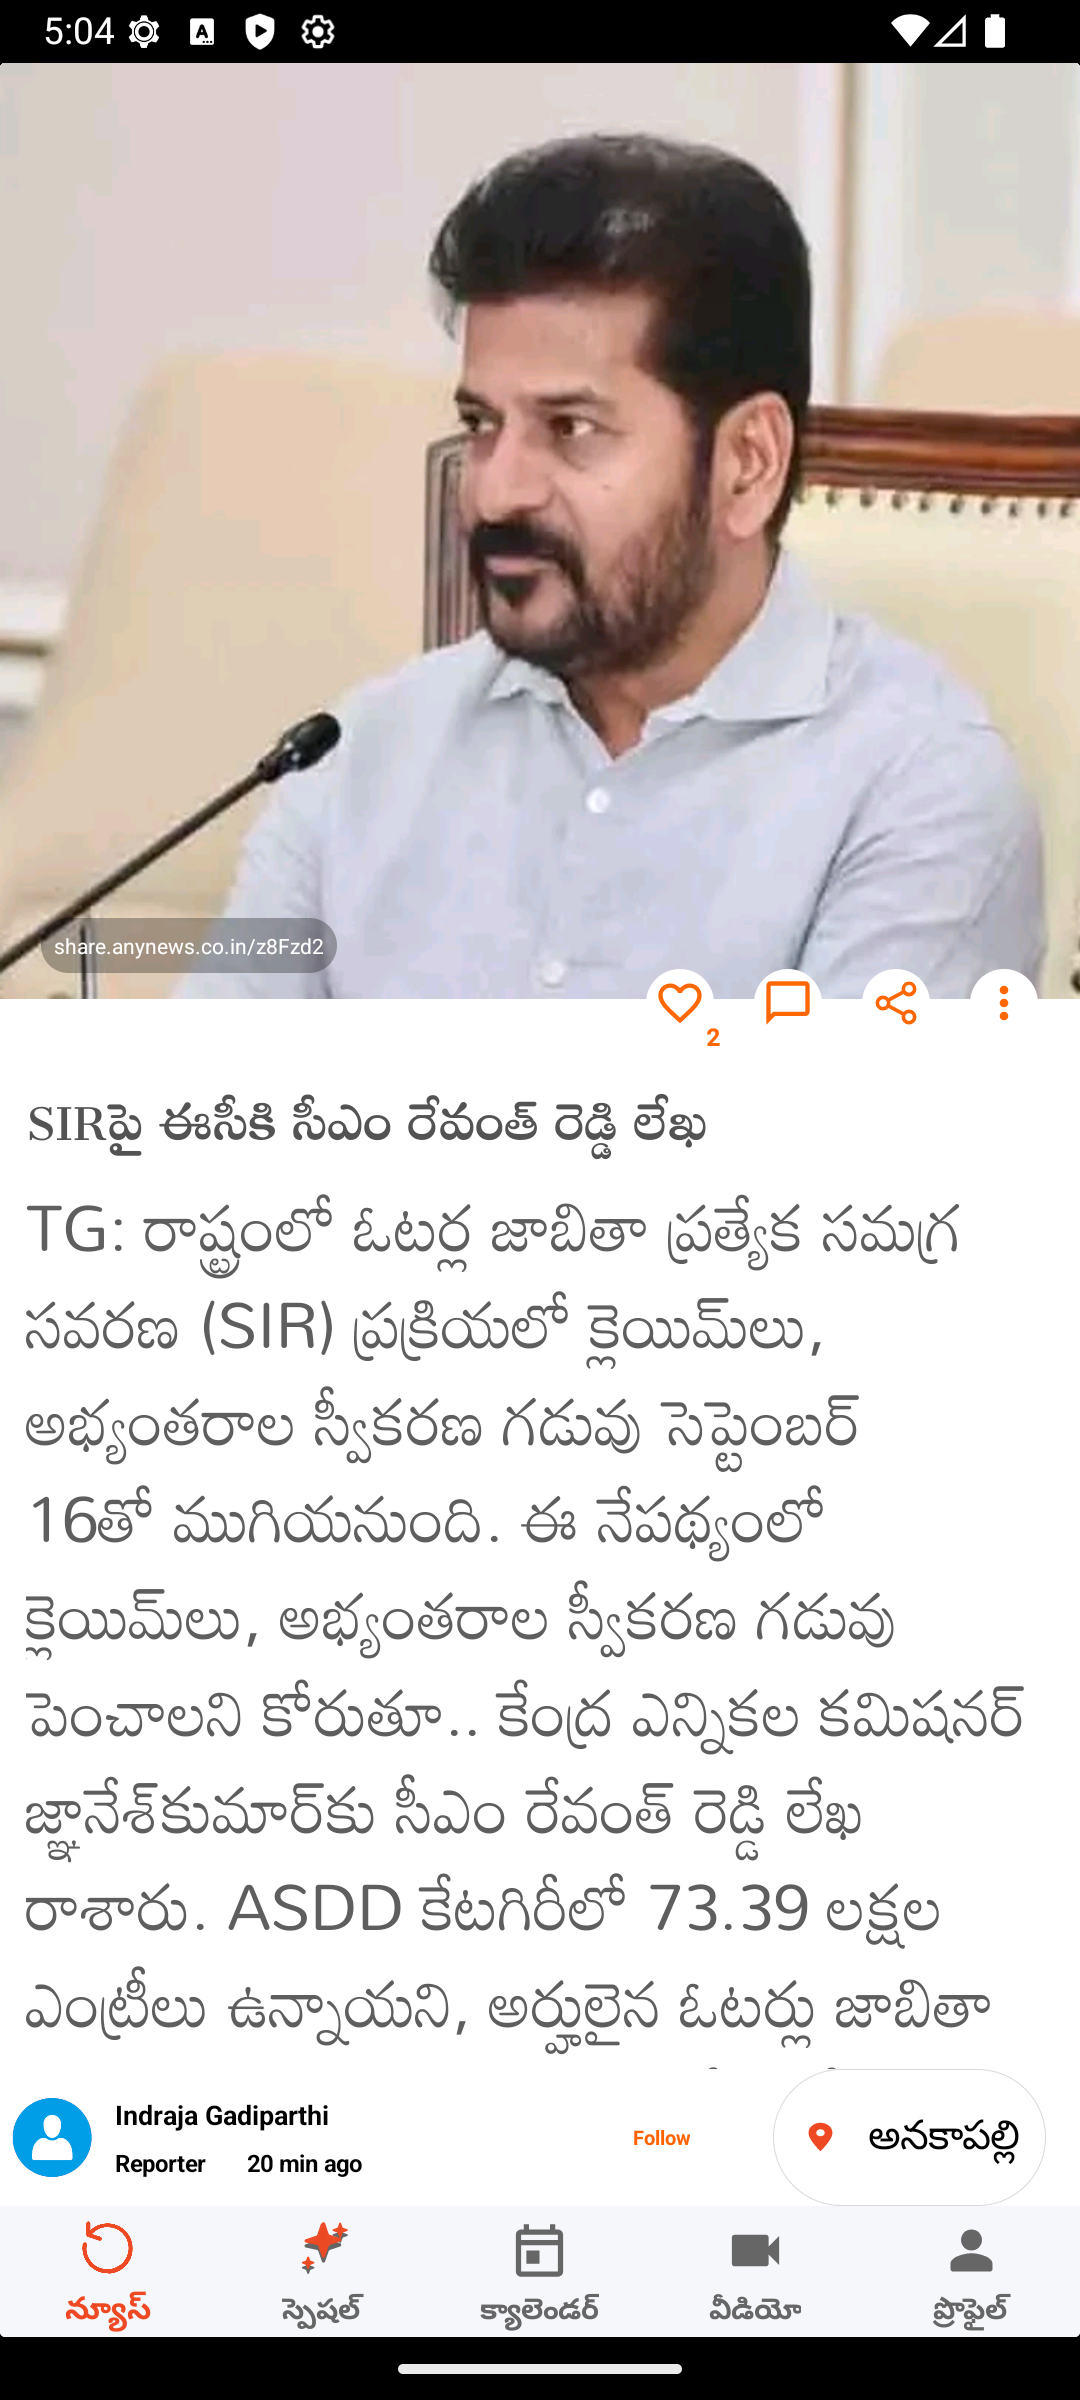 5:04
share.anynews.co.in/z8Fzd2
2
SIRపై ఈసీకి సీఎం రేవంత్ రెడ్డి లేఖ
TG: రాష్ట్రంలో ఓటర్ల జాబితా ప్రత్యేక సమగ్ర
సవరణ (SIR) ప్రక్రియలో క్లెయిమ్‌లు,
అభ్యంతరాల స్వీకరణ గడువు సెప్టెంబర్
16తో ముగియనుంది. ఈ నేపథ్యంలో
క్లెయిమ్‌లు, అభ్యంతరాల స్వీకరణ గడువు
పెంచాలని కోరుతూ.. కేంద్ర ఎన్నికల కమిషనర్
జ్ఞానేశ్‌కుమార్‌కు సీఎం రేవంత్ రెడ్డి లేఖ
రాశారు. ASDD కేటగిరీలో 73.39 లక్షల
ఎంట్రీలు ఉన్నాయని, అర్హులైన ఓటర్లు జాబితా
Indraja Gadiparthi
Reporter 20 min ago
Follow
అనకాపల్లి
న్యూస్ స్పెషల్ క్యాలెండర్ వీడియో ప్రొఫైల్